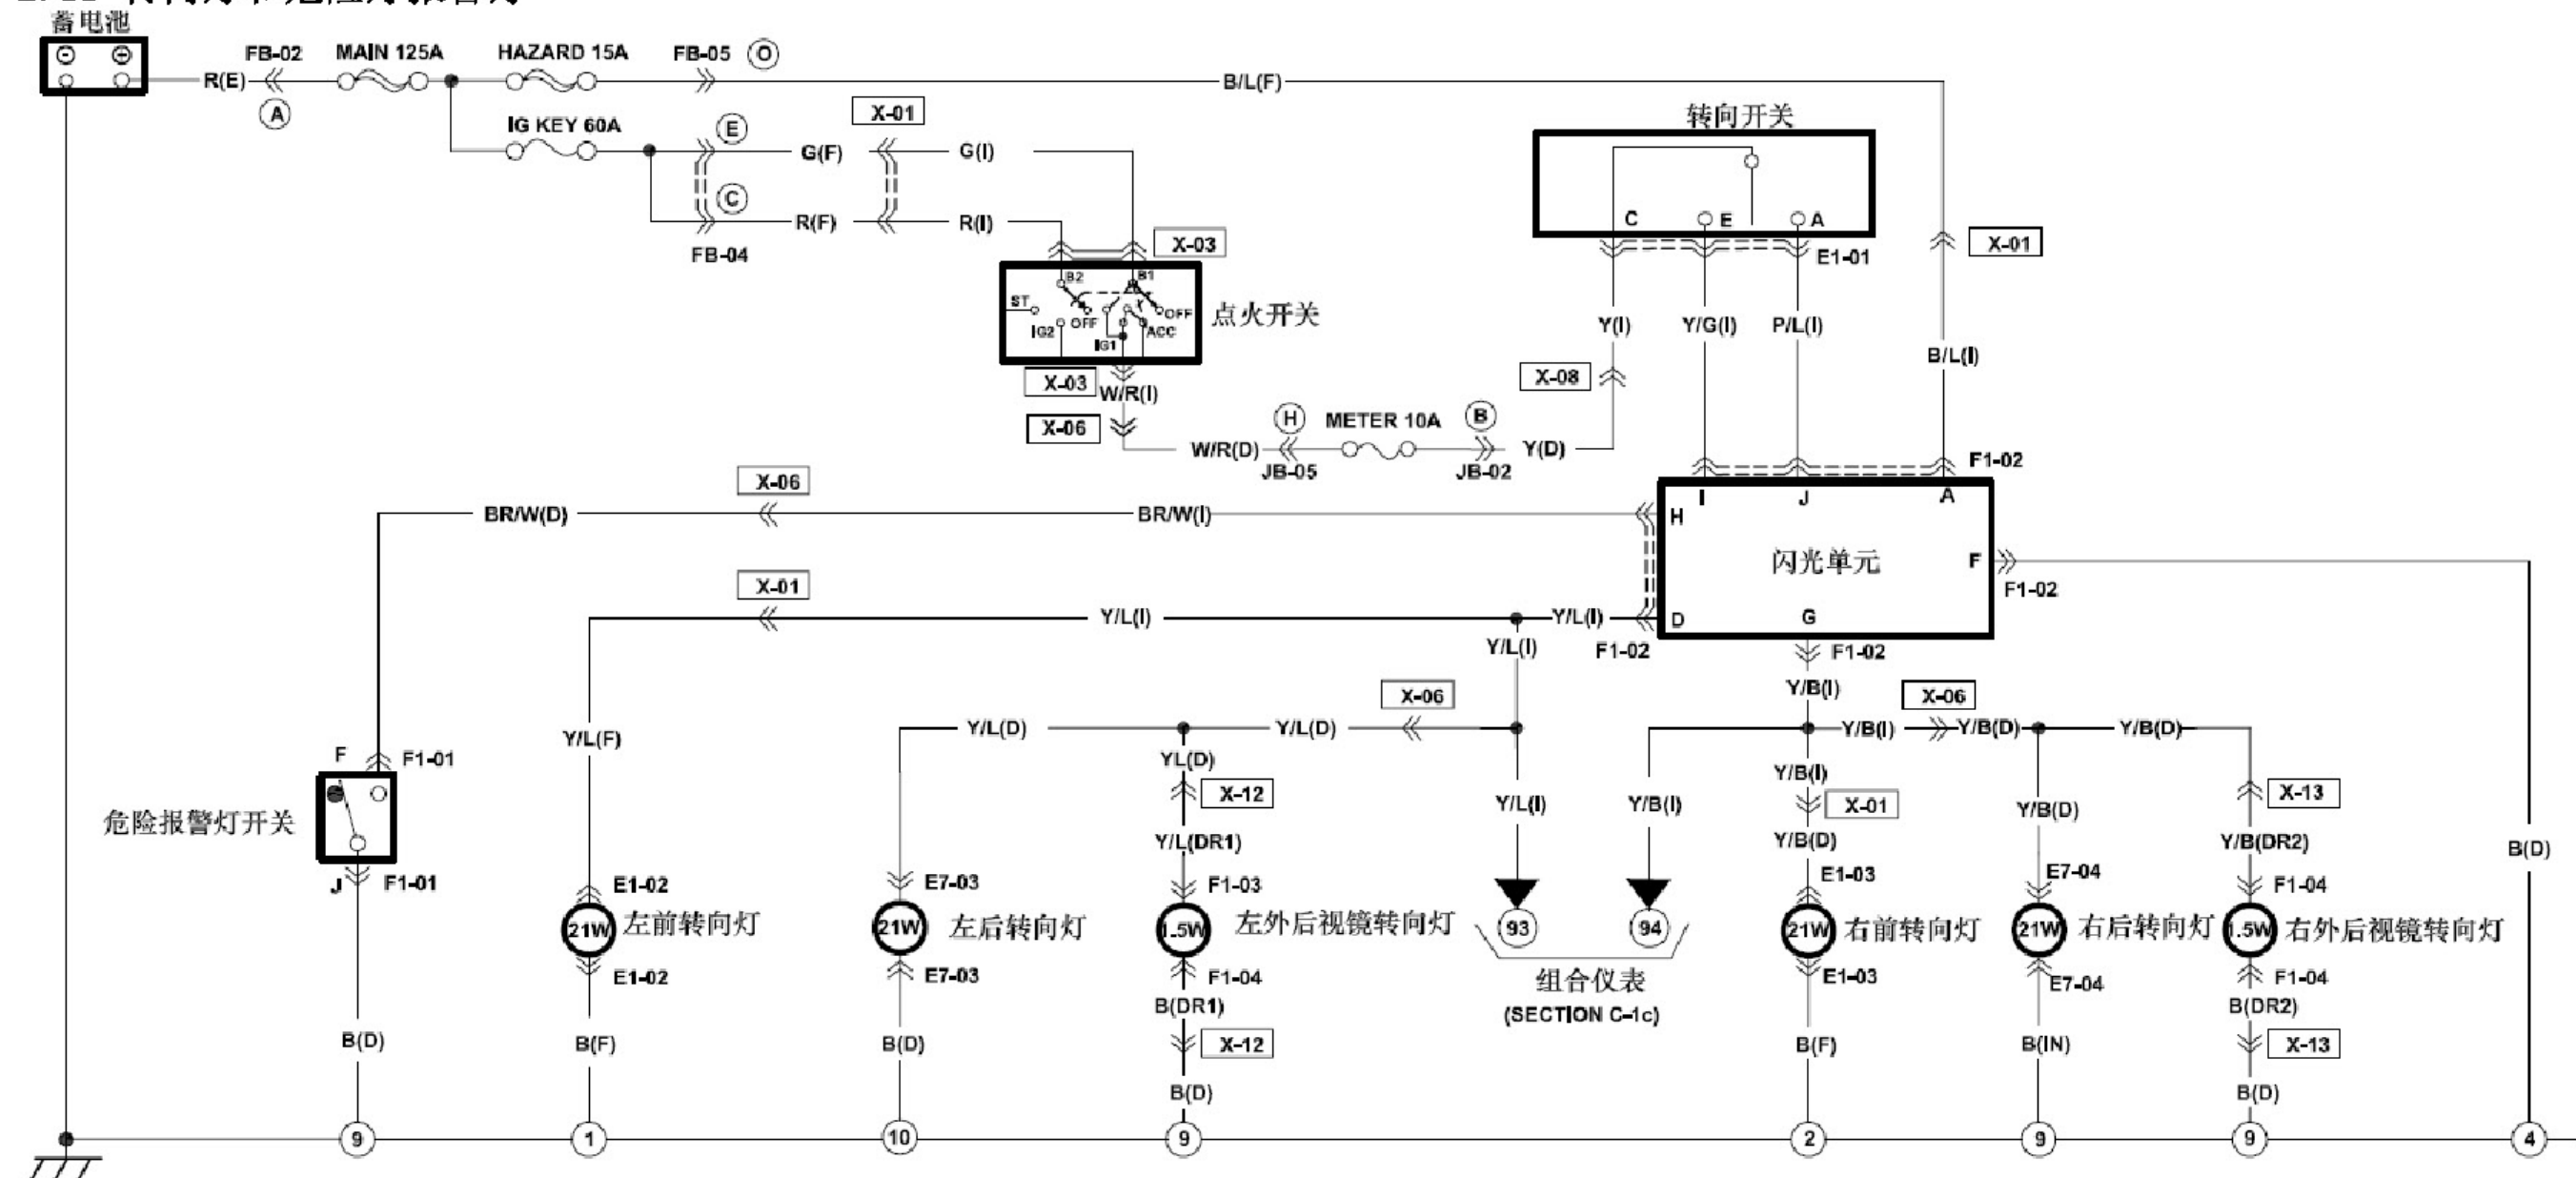 蓄电池
FB-02 MAIN 125A HAZARD 15A FB-05 O
R(E) B/L(F)
A
IG KEY 60A E X-01
G(F) G(I)
C
R(F) R(I)
FB-04
X-03
B2 B1
ST OFF OFF
IG2 IG1 ACC
点火开关
X-03 W/R(I)
X-06
W/R(D) H METER 10A B Y(D)
JB-05 JB-02
转向开关
C E A
E1-01
X-01
Y(I) Y/G(I) P/L(I)
B/L(I)
X-08
F1-02
I J A
H
闪光单元 F
F1-02
D G
X-06
BR/W(D) BR/W(I)
X-01
Y/L(I) Y/L(I)
F1-02 F1-02
Y/L(I)
Y/B(I)
X-06 X-06
Y/L(F) Y/L(D) Y/L(D) Y/B(I) Y/B(D) Y/B(D)
YL(D) Y/B(I)
X-12 Y/L(I) Y/B(I) X-01 Y/B(D) X-13
Y/L(DR1) Y/B(D) Y/B(DR2) B(D)
F F1-01
危险报警灯开关
J F1-01
E1-02 E7-03 F1-03 E1-03 E7-04 F1-04
21W 左前转向灯
21W 左后转向灯
1.5W 左外后视镜转向灯
93 94
组合仪表
(SECTION C-1c)
21W 右前转向灯
21W 右后转向灯
1.5W 右外后视镜转向灯
E1-02 E7-03 F1-04 E1-03 E7-04 F1-04
B(DR1) B(DR2)
B(D) B(F) B(D) X-12 B(F) B(IN) X-13
B(D) B(D)
9 1 10 9 2 9 9 4